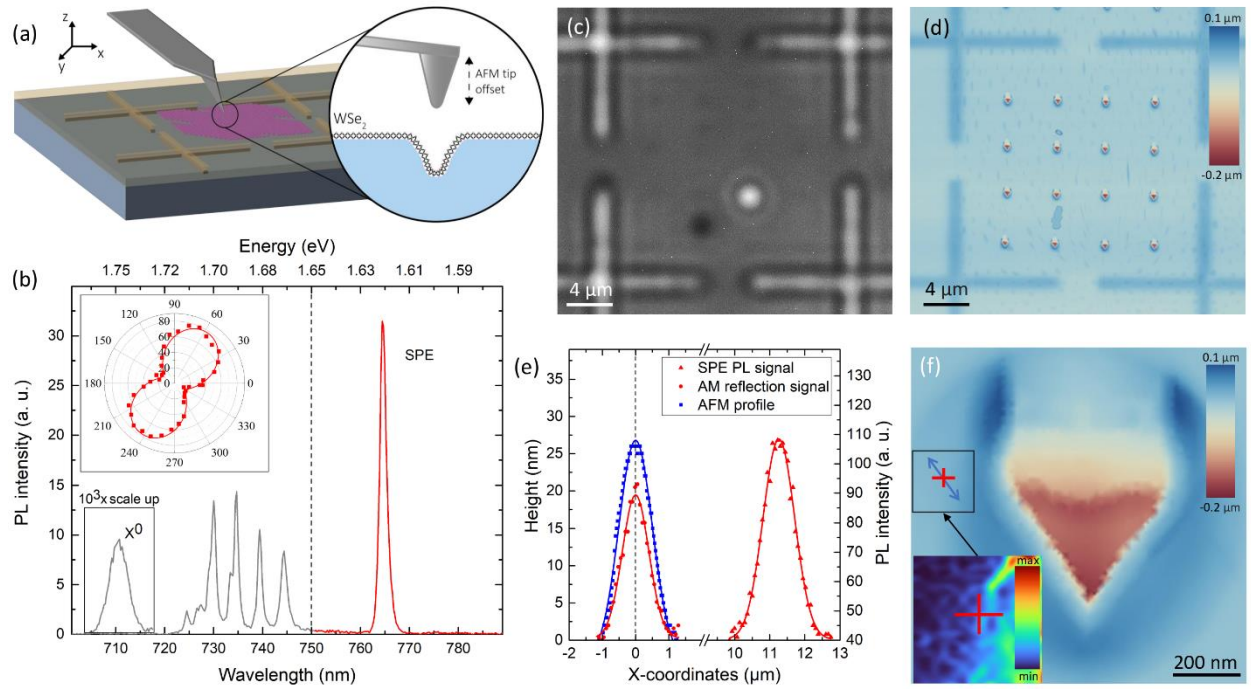 (a)
z
x
y
AFM tip
offset
WSe2
(b)
Energy (eV)
1.75 1.72 1.70 1.68 1.65 1.63 1.61 1.59
PL intensity (a. u.)
35
30
25
20
15
10
5
0
90
120 60
150 30
180 0
210 330
240 300
270
80
60
40
20
0
SPE
10³x scale up
X⁰
710 720 730 740 750 760 770 780
Wavelength (nm)
(c)
4 µm
(d)
0.1 µm
-0.2 µm
4 µm
(e)
SPE PL signal
AM reflection signal
AFM profile
Height (nm)
35
30
25
20
15
10
5
0
130
120
110
100
90
80
70
60
50
40
PL intensity (a. u.)
-2 -1 0 1 10 11 12 13
X-coordinates (µm)
(f)
0.1 µm
-0.2 µm
max
min
200 nm